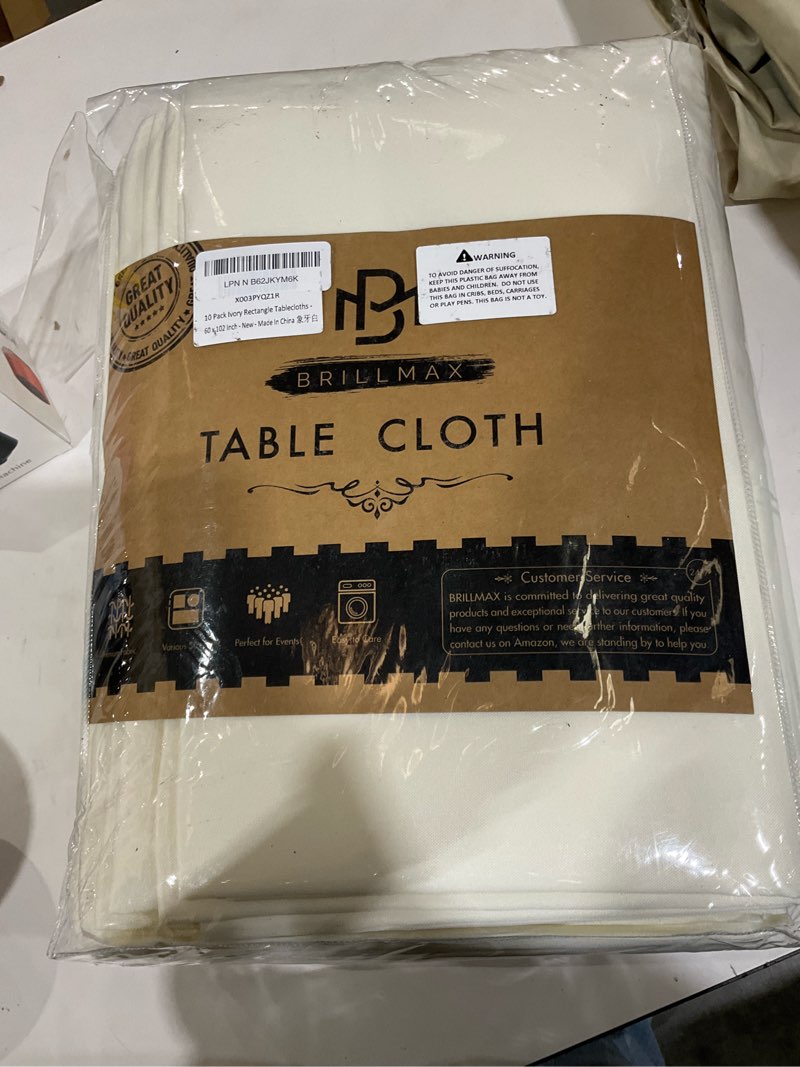 GREAT
QUALITY
GREAT QUALITY
LPN N B62JKYM6K
X003PYQZ1R
10 Pack Ivory Rectangle Tablecloths -
60 x 102 Inch - New - Made In China 象牙白
WARNING
TO AVOID DANGER OF SUFFOCATION,
KEEP THIS PLASTIC BAG AWAY FROM
BABIES AND CHILDREN. DO NOT USE
THIS BAG IN CRIBS, BEDS, CARRIAGES
OR PLAY PENS. THIS BAG IS NOT A TOY.
BRILLMAX
TABLE CLOTH
Various
Perfect for Events
Easy to Care
Customer Service
BRILLMAX is committed to delivering great quality
products and exceptional service to our customers. If you
have any questions or need further information, please
contact us on Amazon, we are standing by to help you
achine